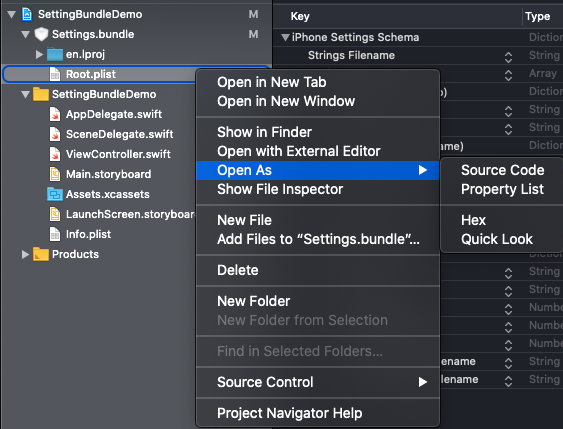 SettingBundleDemo M
Settings.bundle M
en.lproj
Root.plist
SettingBundleDemo
AppDelegate.swift
SceneDelegate.swift
ViewController.swift
Main.storyboard
Assets.xcassets
LaunchScreen.storyboard
Info.plist
Products
Open in New Tab
Open in New Window
Show in Finder
Open with External Editor
Open As
Show File Inspector
New File
Add Files to “Settings.bundle”...
Delete
New Folder
New Folder from Selection
Find in Selected Folders...
Source Control
Project Navigator Help
Source Code
Property List
Hex
Quick Look
Key Type
iPhone Settings Schema Diction
Strings Filename String
Array
Diction
String
String
name) Diction
String
String
Number
Number
Number
lename String
lename String